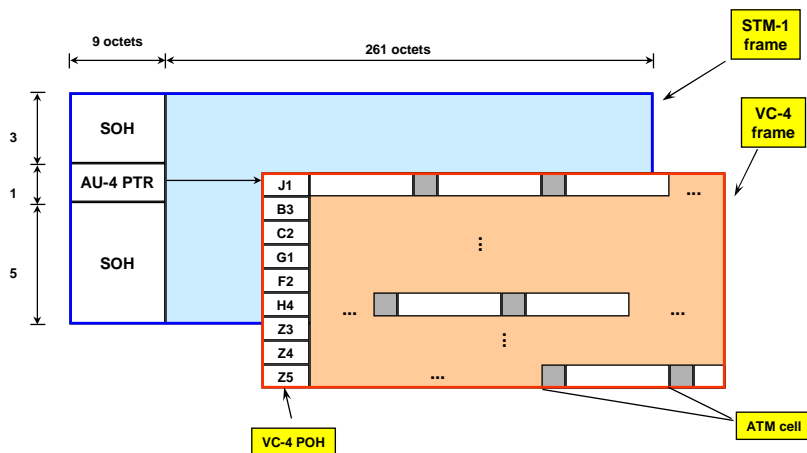 9 octets
261 octets
STM-1
frame
VC-4
frame
3
SOH
1
AU-4 PTR
5
SOH
J1
...
B3
C2
...
G1
F2
H4
...
...
Z3
...
Z4
Z5
...
VC-4 POH
ATM cell